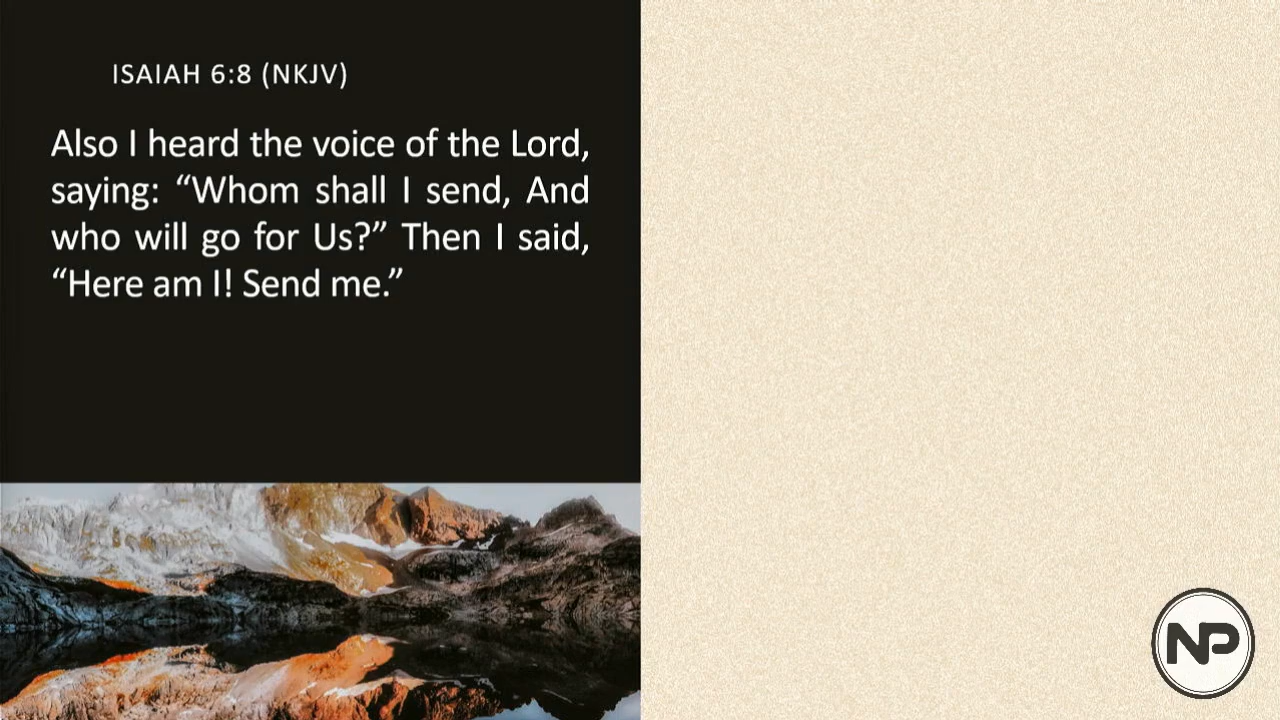 ISAIAH 6:8 (NKJV)
Also I heard the voice of the Lord,
saying: “Whom shall I send, And
who will go for Us?” Then I said,
“Here am I! Send me.”
NP